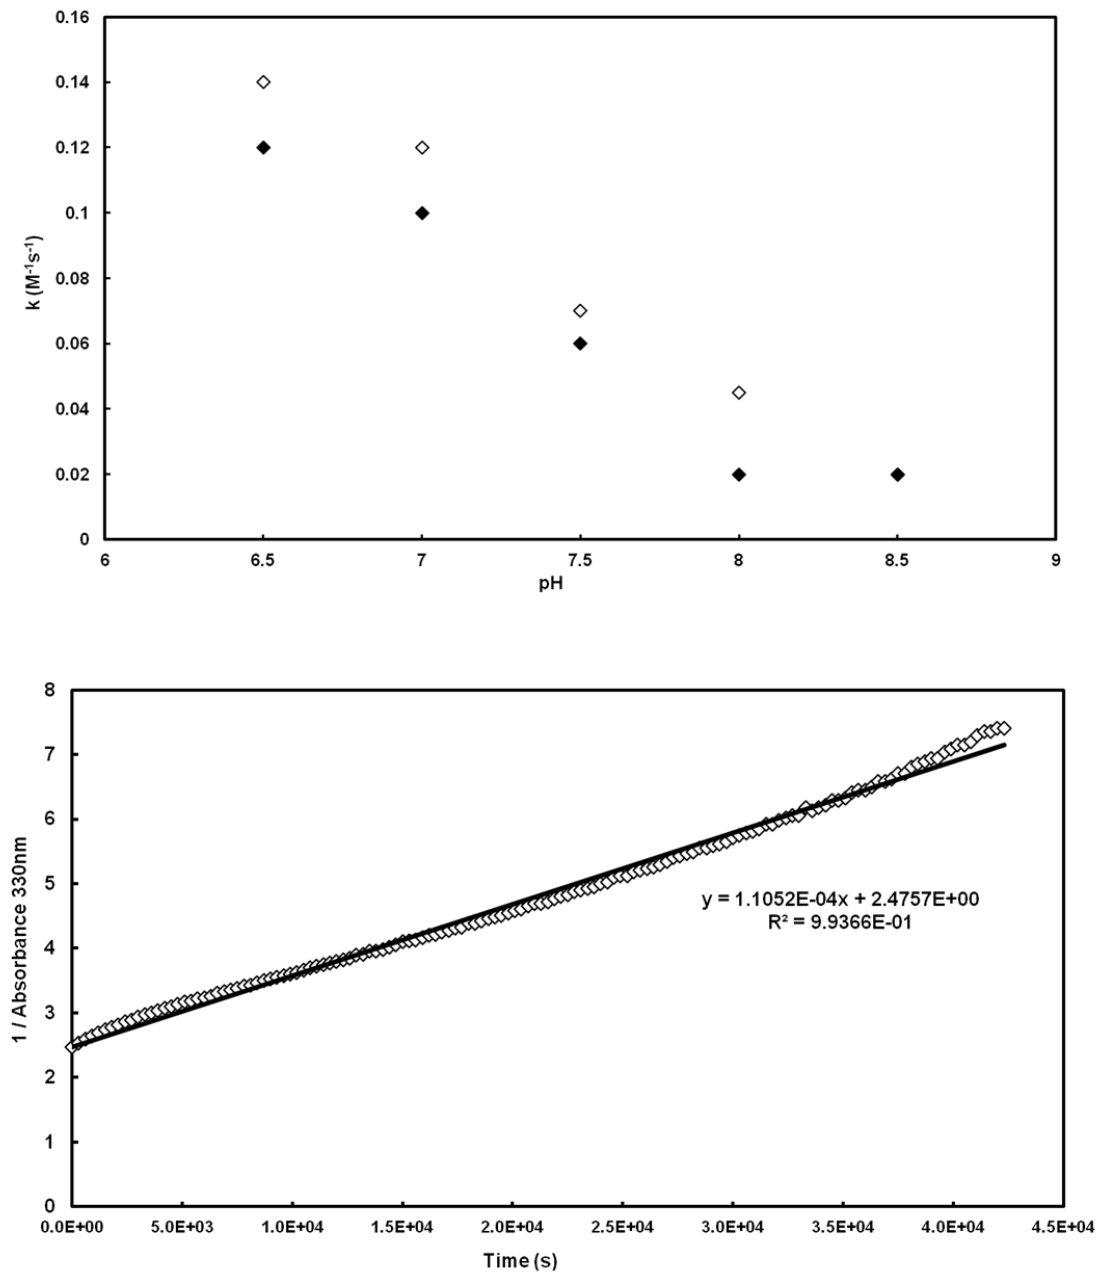 0.16
0.14
0.12
0.1
0.08
0.06
0.04
0.02
0
k (M⁻¹s⁻¹)
6 6.5 7 7.5 8 8.5 9
pH
8
7
6
5
4
3
2
1
0
1 / Absorbance 330nm
y = 1.1052E-04x + 2.4757E+00
R² = 9.9366E-01
0.0E+00 5.0E+03 1.0E+04 1.5E+04 2.0E+04 2.5E+04 3.0E+04 3.5E+04 4.0E+04 4.5E+04
Time (s)